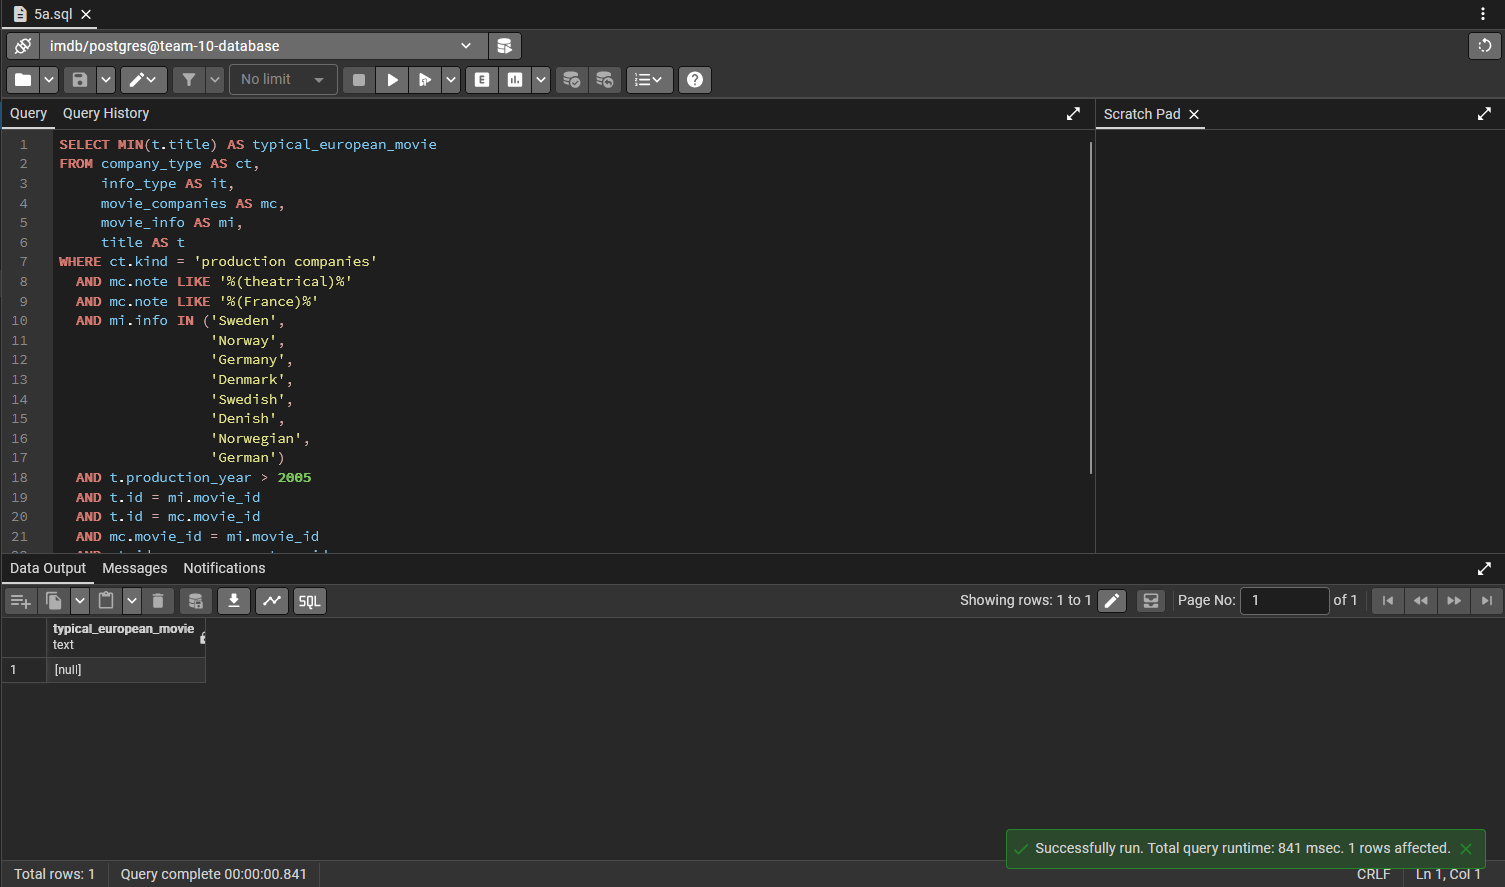 5a.sql
imdb/postgres@team-10-database
No limit
E
Query Query History
Scratch Pad
1 SELECT MIN(t.title) AS typical_european_movie
2 FROM company_type AS ct,
3 info_type AS it,
4 movie_companies AS mc,
5 movie_info AS mi,
6 title AS t
7 WHERE ct.kind = 'production companies'
8 AND mc.note LIKE '%(theatrical)%'
9 AND mc.note LIKE '%(France)%'
10 AND mi.info IN ('Sweden',
11 'Norway',
12 'Germany',
13 'Denmark',
14 'Swedish',
15 'Denish',
16 'Norwegian',
17 'German')
18 AND t.production_year > 2005
19 AND t.id = mi.movie_id
20 AND t.id = mc.movie_id
21 AND mc.movie_id = mi.movie_id
Data Output Messages Notifications
SQL
Showing rows: 1 to 1
Page No: 1 of 1
typical_european_movie
text
1 [null]
Successfully run. Total query runtime: 841 msec. 1 rows affected.
Total rows: 1 Query complete 00:00:00.841
CRLF Ln 1, Col 1